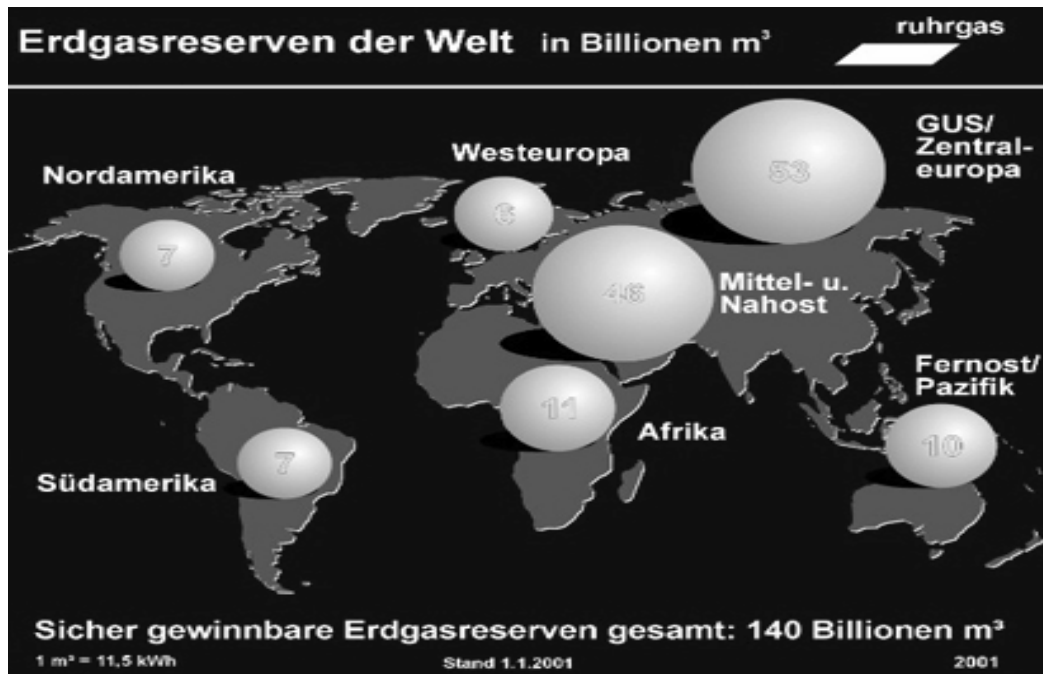 Erdgasreserven der Welt in Billionen m³
ruhrgas
GUS/
Zentral-
europa
53
Westeuropa
6
Nordamerika
7
Mittel- u.
Nahost
46
Fernost/
Pazifik
10
Afrika
11
Südamerika
7
Sicher gewinnbare Erdgasreserven gesamt: 140 Billionen m³
1 m³ = 11,5 kWh
Stand 1.1.2001
2001